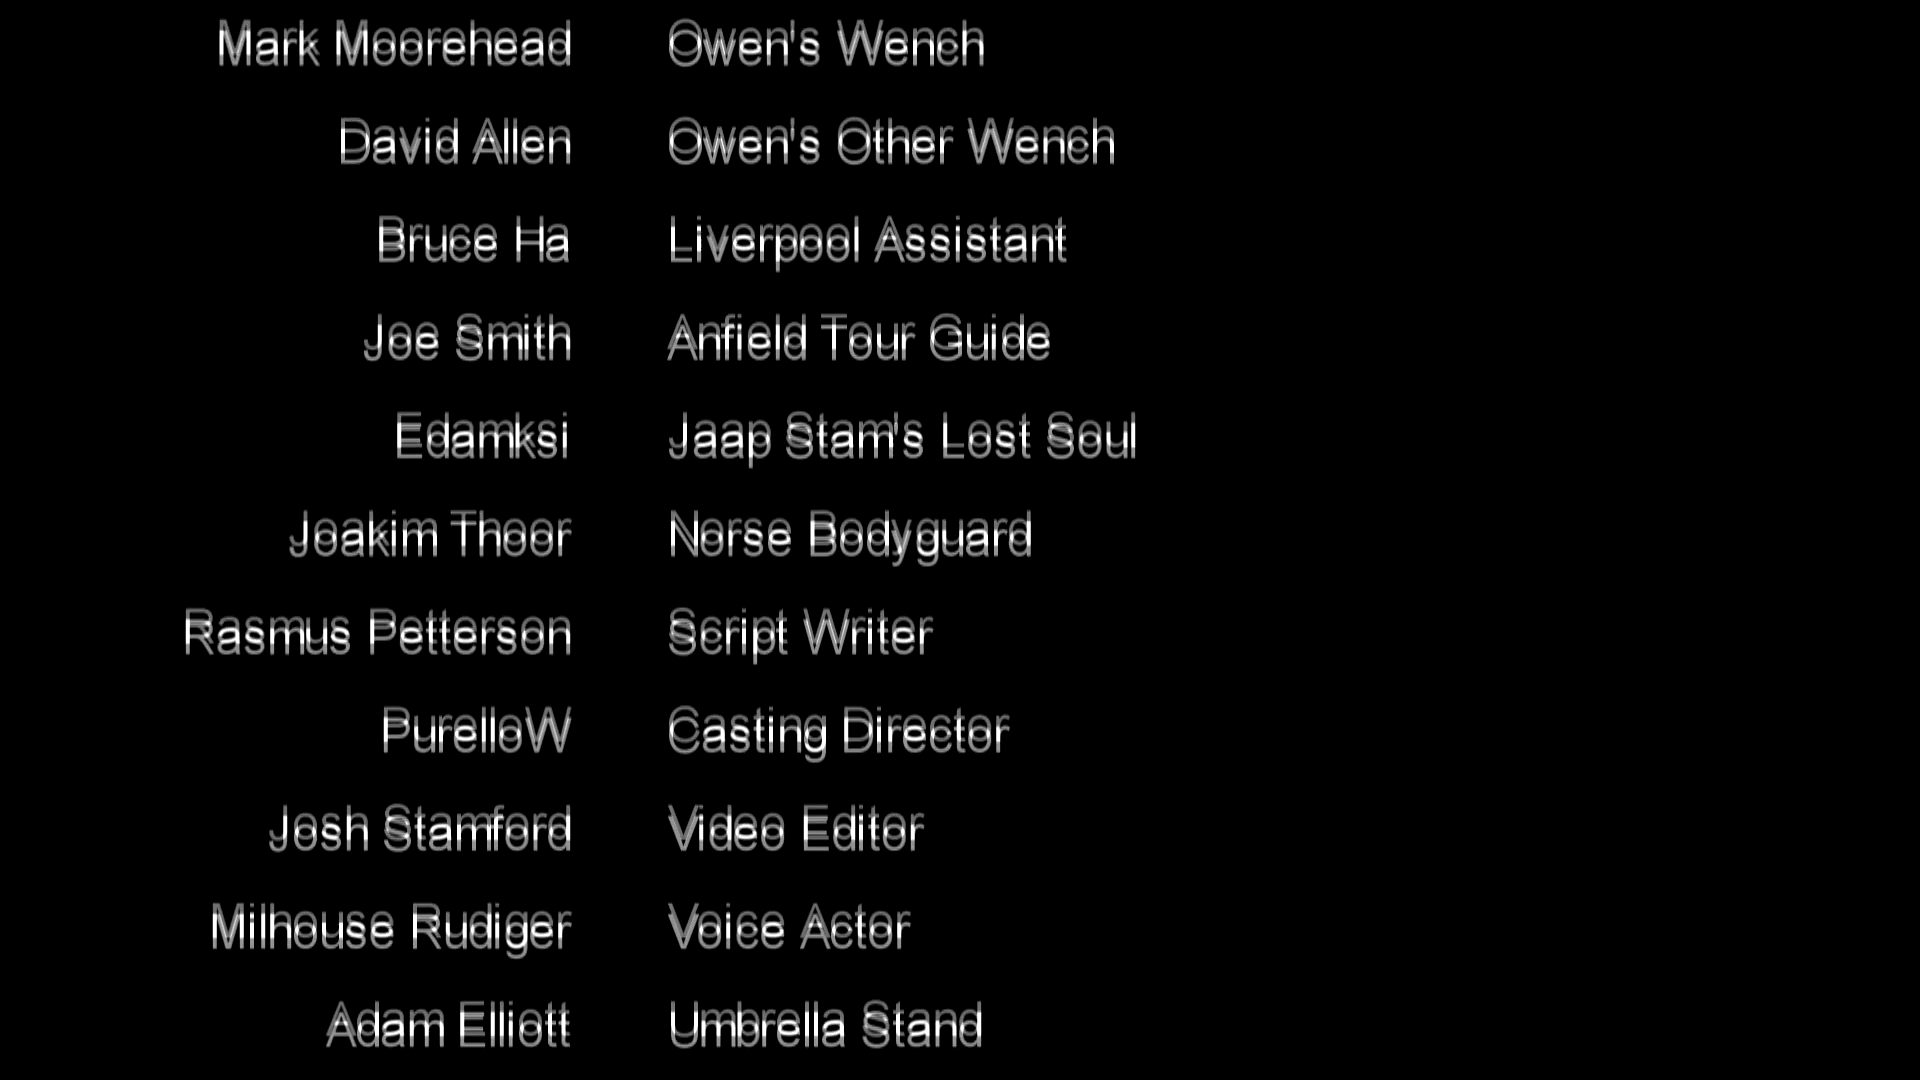 Mark Moorehead Owen's Wench
David Allen Owen's Other Wench
Bruce Ha Liverpool Assistant
Joe Smith Anfield Tour Guide
Edamksi Jaap Stam's Lost Soul
Joakim Thoor Norse Bodyguard
Rasmus Petterson Script Writer
PurelloW Casting Director
Josh Stamford Video Editor
Milhouse Rudiger Voice Actor
Adam Elliott Umbrella Stand